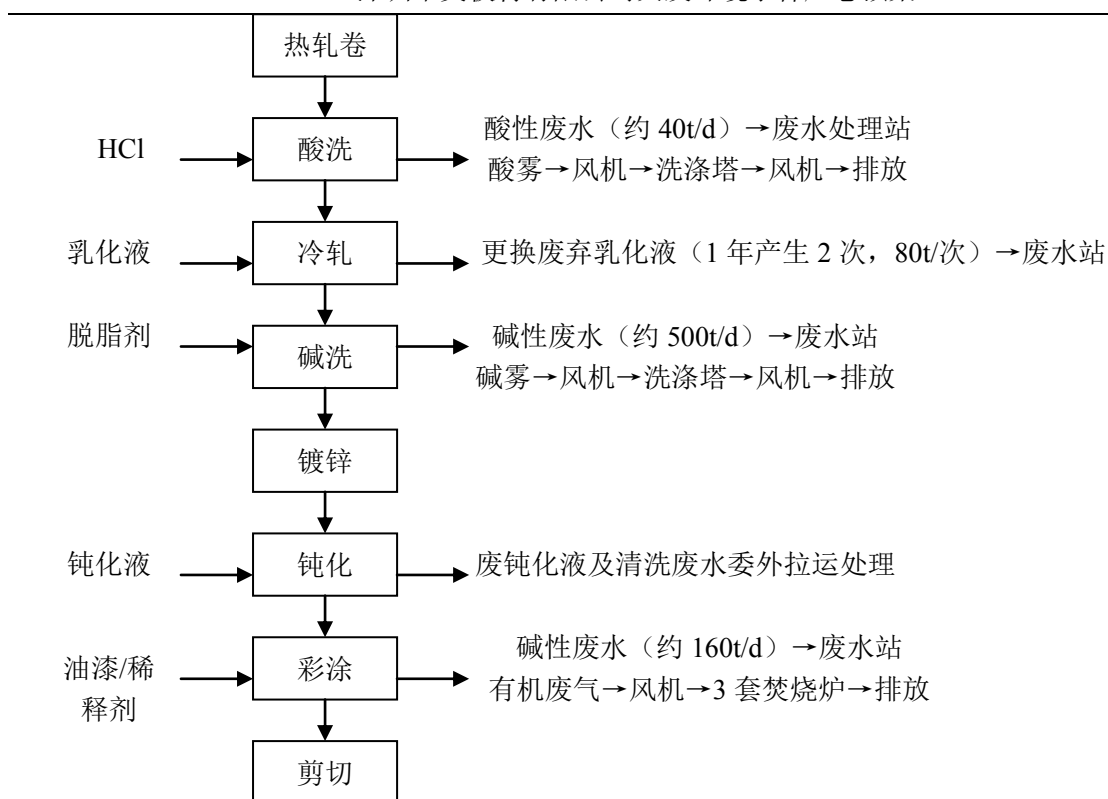 热轧卷
HCl
酸洗
酸性废水（约 40t/d）→废水处理站
酸雾→风机→洗涤塔→风机→排放
乳化液
冷轧
更换废弃乳化液（1 年产生 2 次，80t/次）→废水站
脱脂剂
碱洗
碱性废水（约 500t/d）→废水站
碱雾→风机→洗涤塔→风机→排放
镀锌
钝化液
钝化
废钝化液及清洗废水委外拉运处理
油漆/稀
释剂
彩涂
碱性废水（约 160t/d）→废水站
有机废气→风机→3 套焚烧炉→排放
剪切